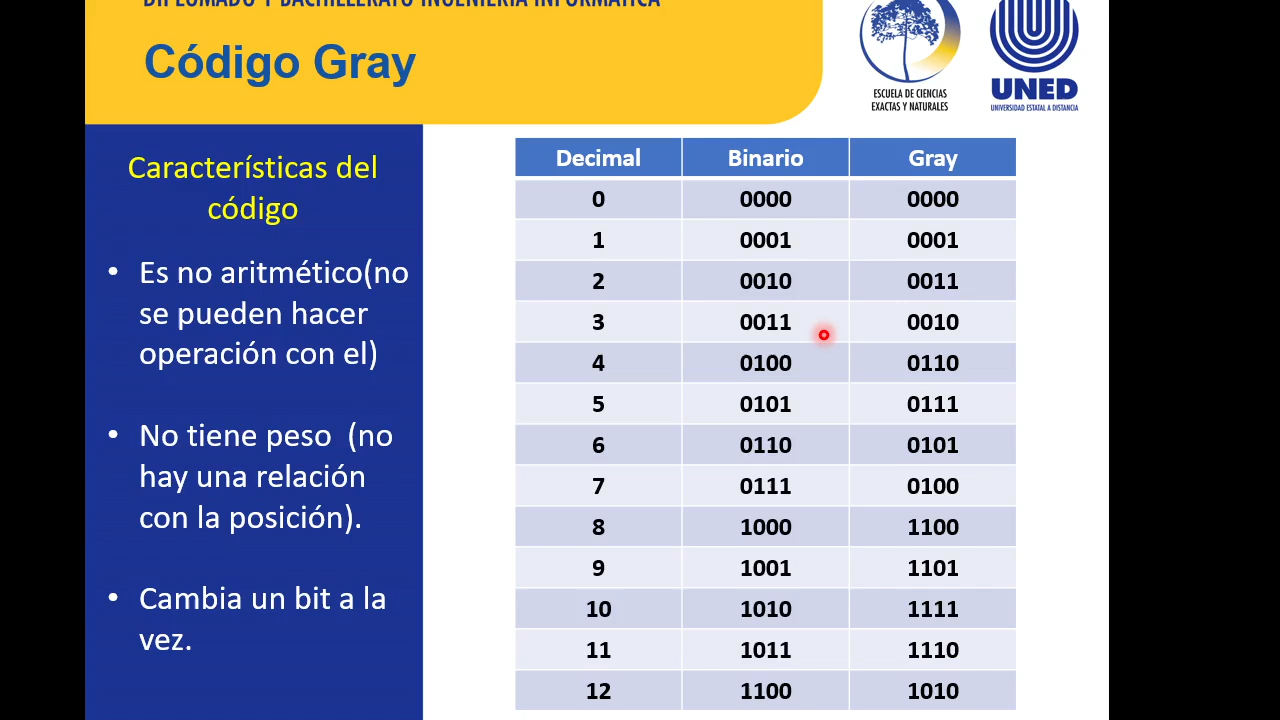 DIPLOMADO Y BACHILLERATO INGENIERÍA INFORMÁTICA
Código Gray
ESCUELA DE CIENCIAS
EXACTAS Y NATURALES
UNED
UNIVERSIDAD ESTATAL A DISTANCIA
Características del
código
• Es no aritmético(no
se pueden hacer
operación con el)
• No tiene peso (no
hay una relación
con la posición).
• Cambia un bit a la
vez.
Decimal Binario Gray
0 0000 0000
1 0001 0001
2 0010 0011
3 0011 0010
4 0100 0110
5 0101 0111
6 0110 0101
7 0111 0100
8 1000 1100
9 1001 1101
10 1010 1111
11 1011 1110
12 1100 1010